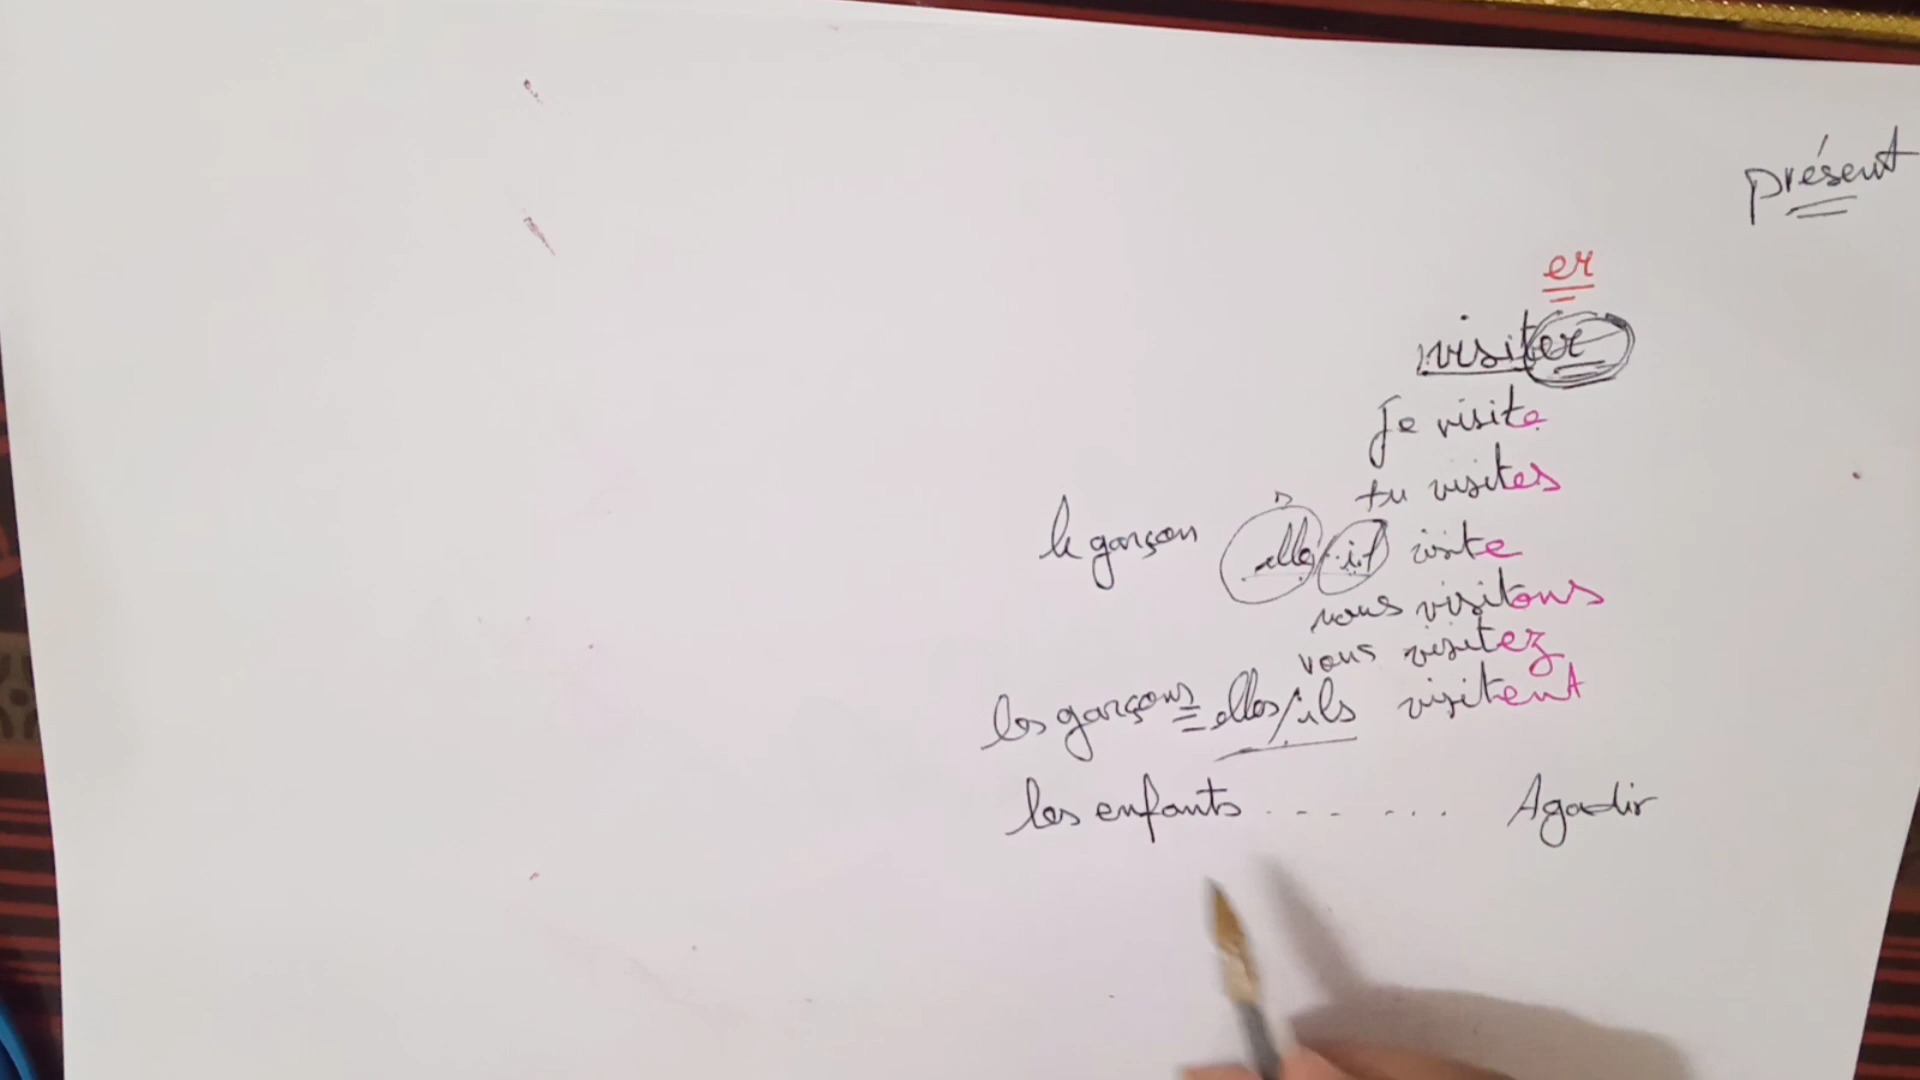 présent
er
visiter
Je visite
tu visites
le garçon elle il visite
nous visitons
vous visitez
les garçons = elles/ils visitent
les enfants ... ... Agadir